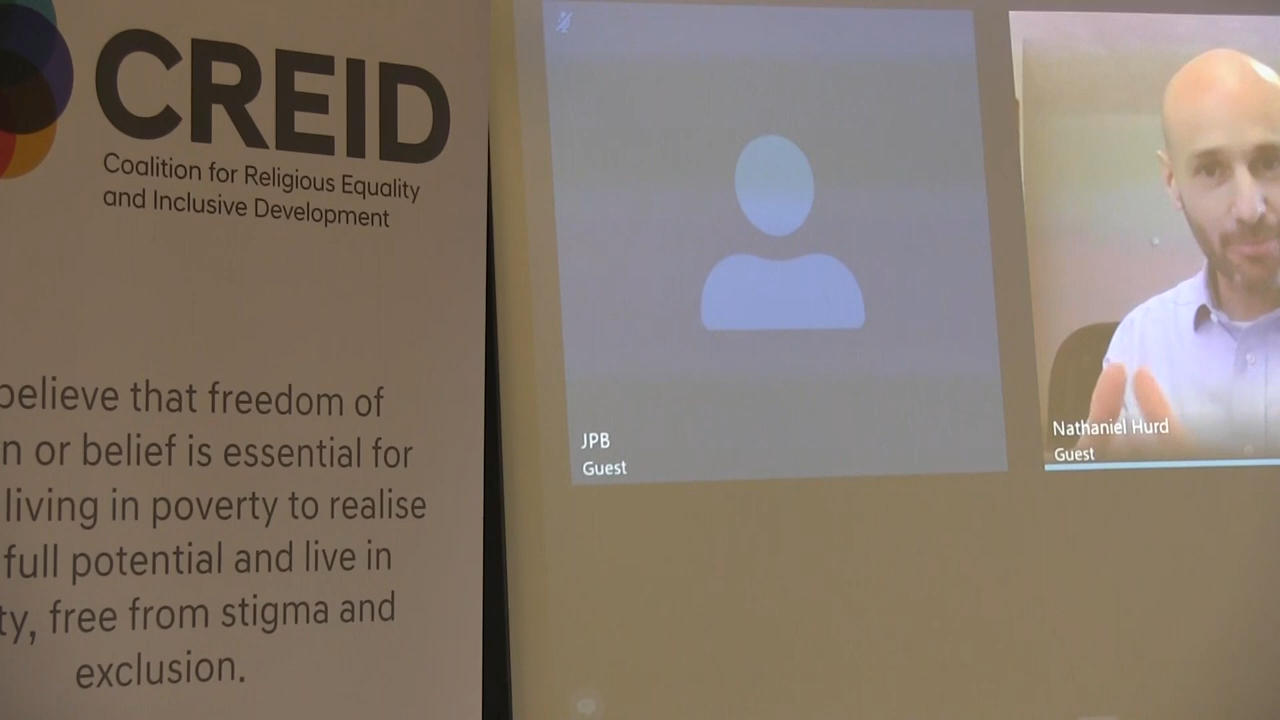 CREID
Coalition for Religious Equality
and Inclusive Development
believe that freedom of
n or belief is essential for
living in poverty to realise
full potential and live in
ty, free from stigma and
exclusion.
JPB
Guest
Nathaniel Hurd
Guest